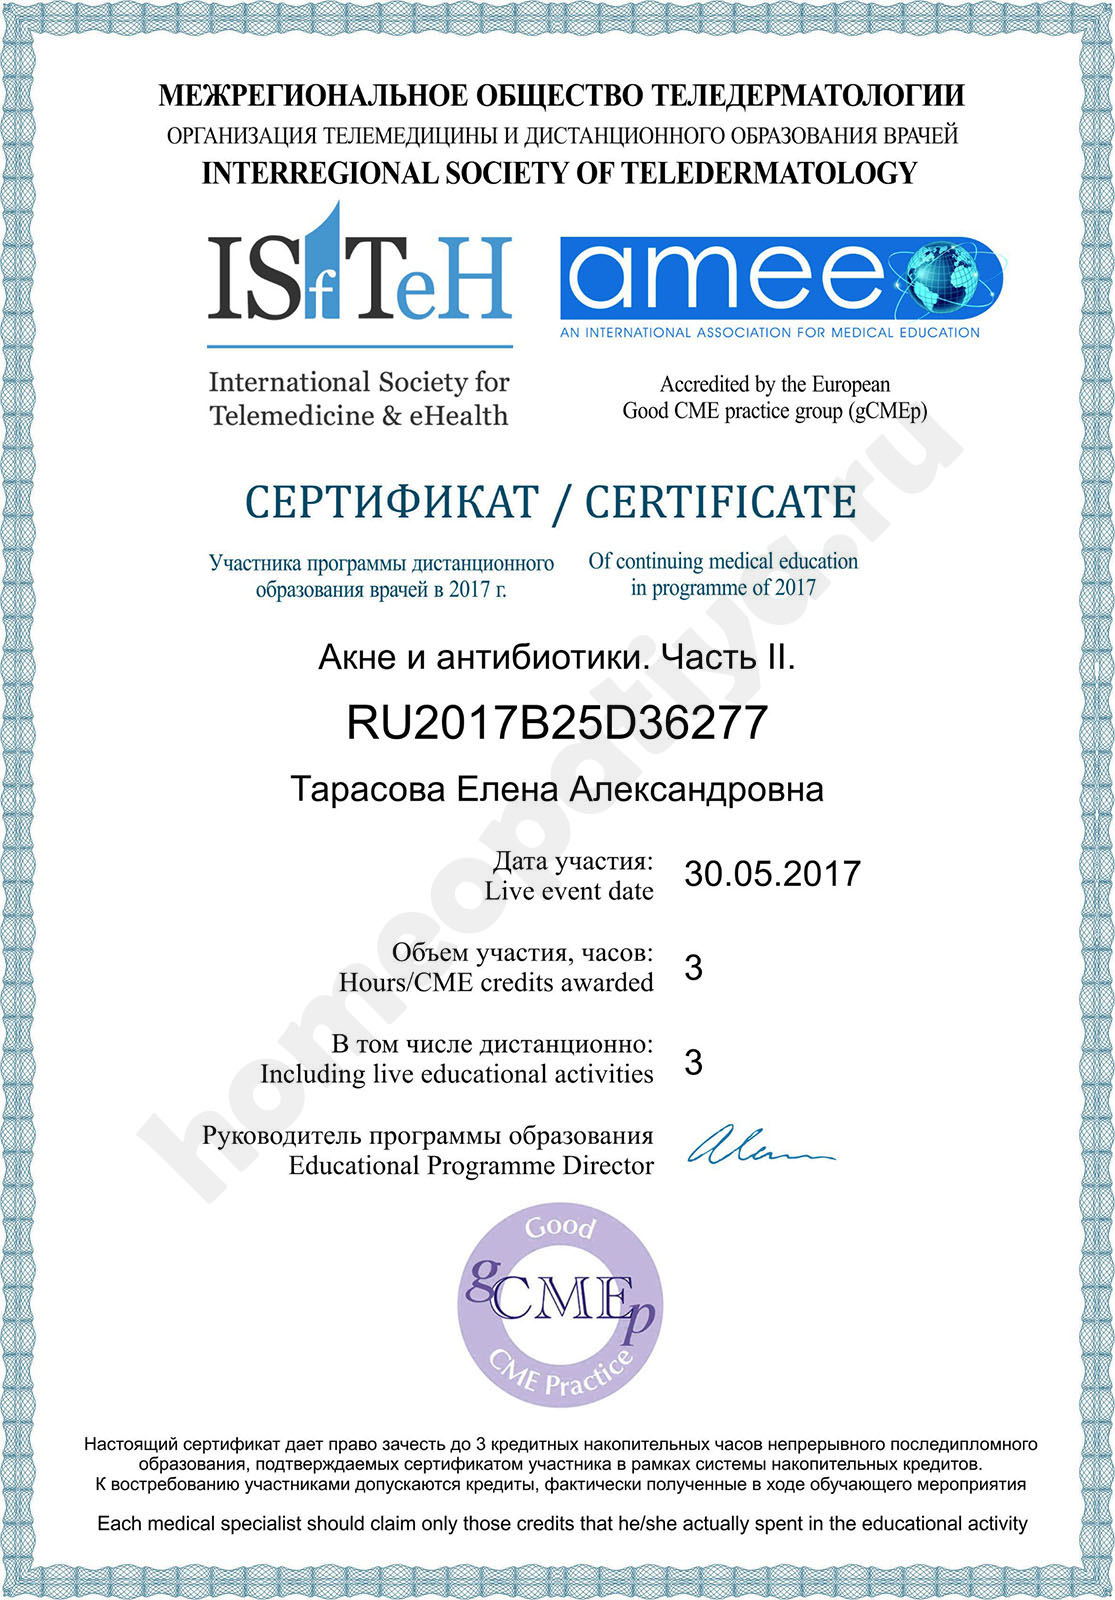 МЕЖРЕГИОНАЛЬНОЕ ОБЩЕСТВО ТЕЛЕДЕРМАТОЛОГИИ
ОРГАНИЗАЦИЯ ТЕЛЕМЕДИЦИНЫ И ДИСТАНЦИОННОГО ОБРАЗОВАНИЯ ВРАЧЕЙ
INTERREGIONAL SOCIETY OF TELEDERMATOLOGY
ISfTeH
International Society for
Telemedicine & eHealth
amee
AN INTERNATIONAL ASSOCIATION FOR MEDICAL EDUCATION
Accredited by the European
Good CME practice group (gCMEp)
СЕРТИФИКАТ / CERTIFICATE
Участника программы дистанционного
образования врачей в 2017 г.
Of continuing medical education
in programme of 2017
Акне и антибиотики. Часть II.
RU2017B25D36277
Тарасова Елена Александровна
Дата участия:
Live event date
30.05.2017
Объем участия, часов:
Hours/CME credits awarded
3
В том числе дистанционно:
Including live educational activities
3
Руководитель программы образования
Educational Programme Director
Good
gCMEp
CME Practice
Настоящий сертификат дает право зачесть до 3 кредитных накопительных часов непрерывного последипломного
образования, подтверждаемых сертификатом участника в рамках системы накопительных кредитов.
К востребованию участниками допускаются кредиты, фактически полученные в ходе обучающего мероприятия
Each medical specialist should claim only those credits that he/she actually spent in the educational activity
homeopatiya.ru